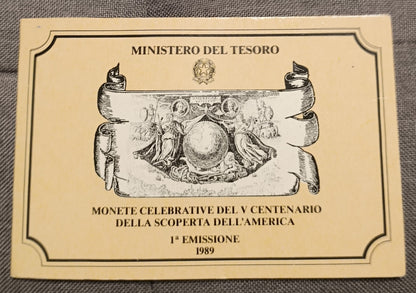 MINISTERO DEL TESORO
MONETE CELEBRATIVE DEL V CENTENARIO
DELLA SCOPERTA DELL'AMERICA
1ª EMISSIONE
1989